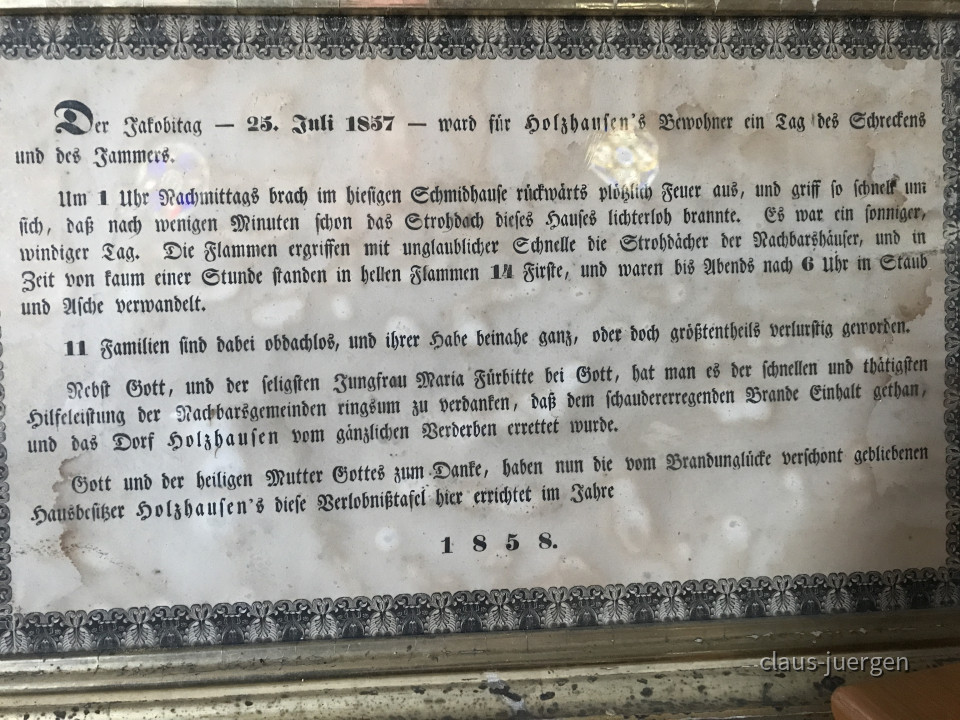 Der Jakobitag — 25. Juli 1857 — ward für Holzhausen's Bewohner ein Tag des Schreckens
und des Jammers.
Um 1 Uhr Nachmittags brach im hiesigen Schmidhause rückwärts plötzlich Feuer aus, und griff so schnell um
sich, daß nach wenigen Minuten schon das Strohdach dieses Hauses lichterloh brannte. Es war ein sonniger,
windiger Tag. Die Flammen ergriffen mit unglaublicher Schnelle die Strohdächer der Nachbarshäuser, und in
Zeit von kaum einer Stunde standen in hellen Flammen 14 Firste, und waren bis Abends nach 6 Uhr in Staub
und Asche verwandelt.
11 Familien sind dabei obdachlos, und ihrer Habe beinahe ganz, oder doch größtentheils verlurstig geworden.
Nebst Gott, und der seligsten Jungfrau Maria Fürbitte bei Gott, hat man es der schnellen und thätigsten
Hilfeleistung der Nachbarsgemeinden ringsum zu verdanken, daß dem schaudererregenden Brande Einhalt gethan,
und das Dorf Holzhausen vom gänzlichen Verderben errettet wurde.
Gott und der heiligen Mutter Gottes zum Danke, haben nun die vom Brandunglücke verschont gebliebenen
Hausbesitzer Holzhausen's diese Verlobnißtafel hier errichtet im Jahre
1858.
claus-juergen